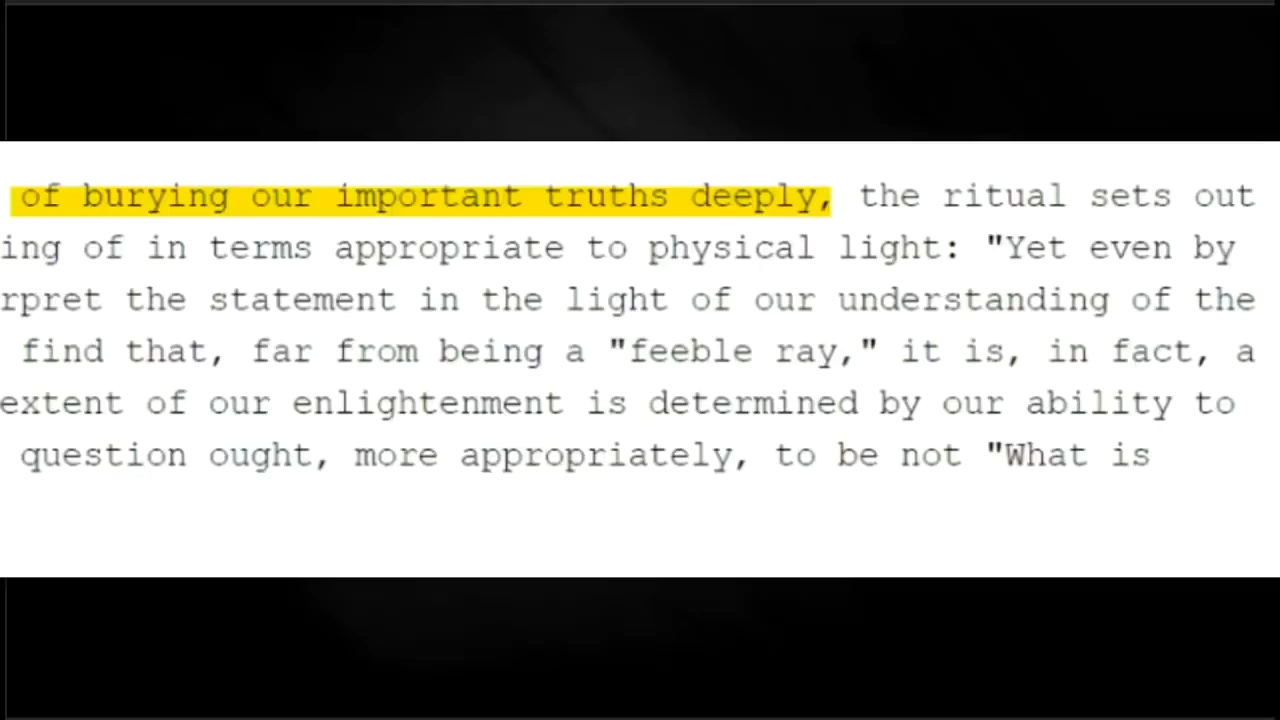 of burying our important truths deeply, the ritual sets out
ing of in terms appropriate to physical light: "Yet even by
rpret the statement in the light of our understanding of the
find that, far from being a "feeble ray," it is, in fact, a
extent of our enlightenment is determined by our ability to
question ought, more appropriately, to be not "What is